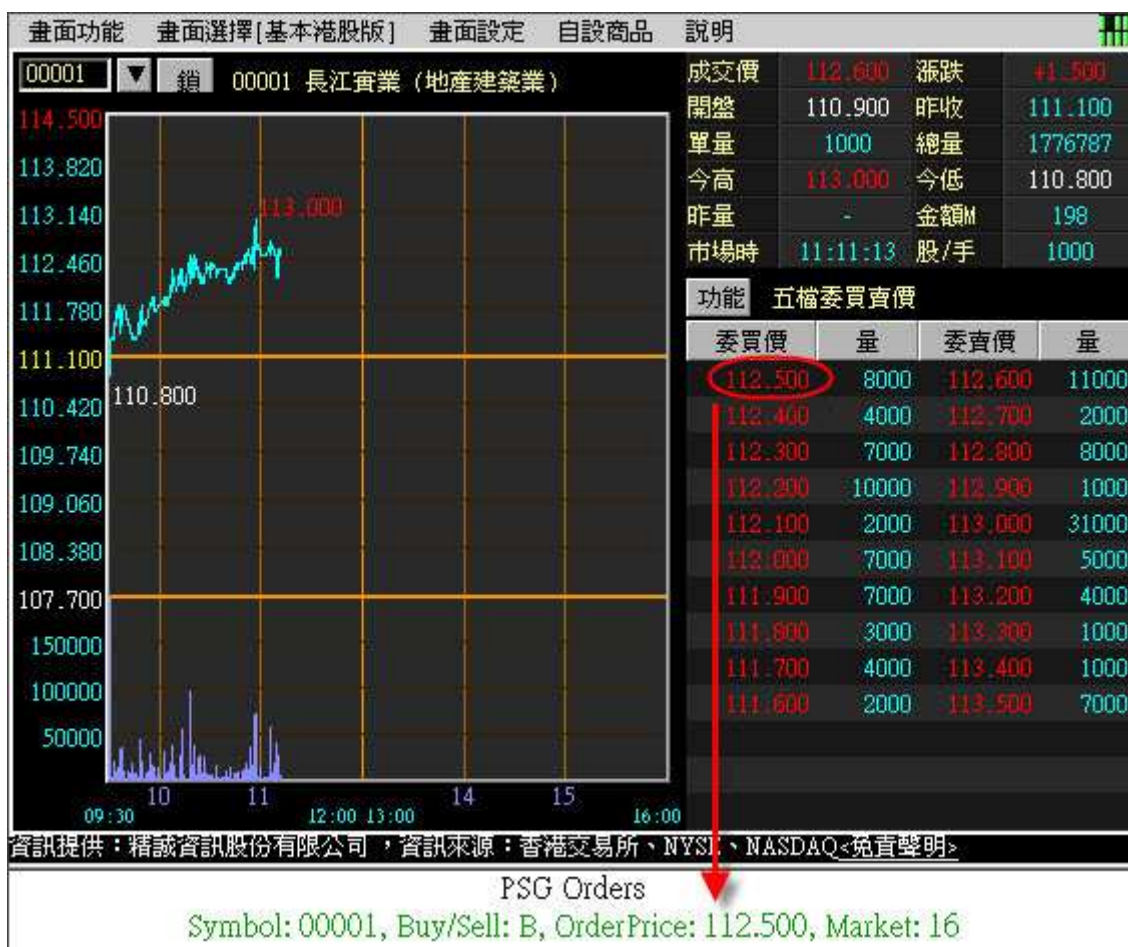 畫面功能 畫面選擇[基本港股版] 畫面設定 自設商品 說明
00001 ▼ 鎖 00001 長江實業 (地產建築業)
114.500
113.820
113.140
112.460
111.780
111.100
110.420
109.740
109.060
108.380
107.700
150000
100000
50000
113.000
110.800
10 11 14 15
09:30 12:00 13:00 16:00
成交價 112.600 漲跌 +1.500
開盤 110.900 昨收 111.100
單量 1000 總量 1776787
今高 113.000 今低 110.800
昨量 - 金額M 198
市場時 11:11:13 股/手 1000
功能 五檔委買賣價
委買價 量 委賣價 量
112.500 8000 112.600 11000
112.400 4000 112.700 2000
112.300 7000 112.800 8000
112.200 10000 112.900 1000
112.100 2000 113.000 31000
112.000 7000 113.100 5000
111.900 7000 113.200 4000
111.800 3000 113.300 1000
111.700 4000 113.400 1000
111.600 2000 113.500 7000
資訊提供：精誠資訊股份有限公司 ，資訊來源：香港交易所、NYSE、NASDAQ<免責聲明>
PSG Orders
Symbol: 00001, Buy/Sell: B, OrderPrice: 112.500, Market: 16